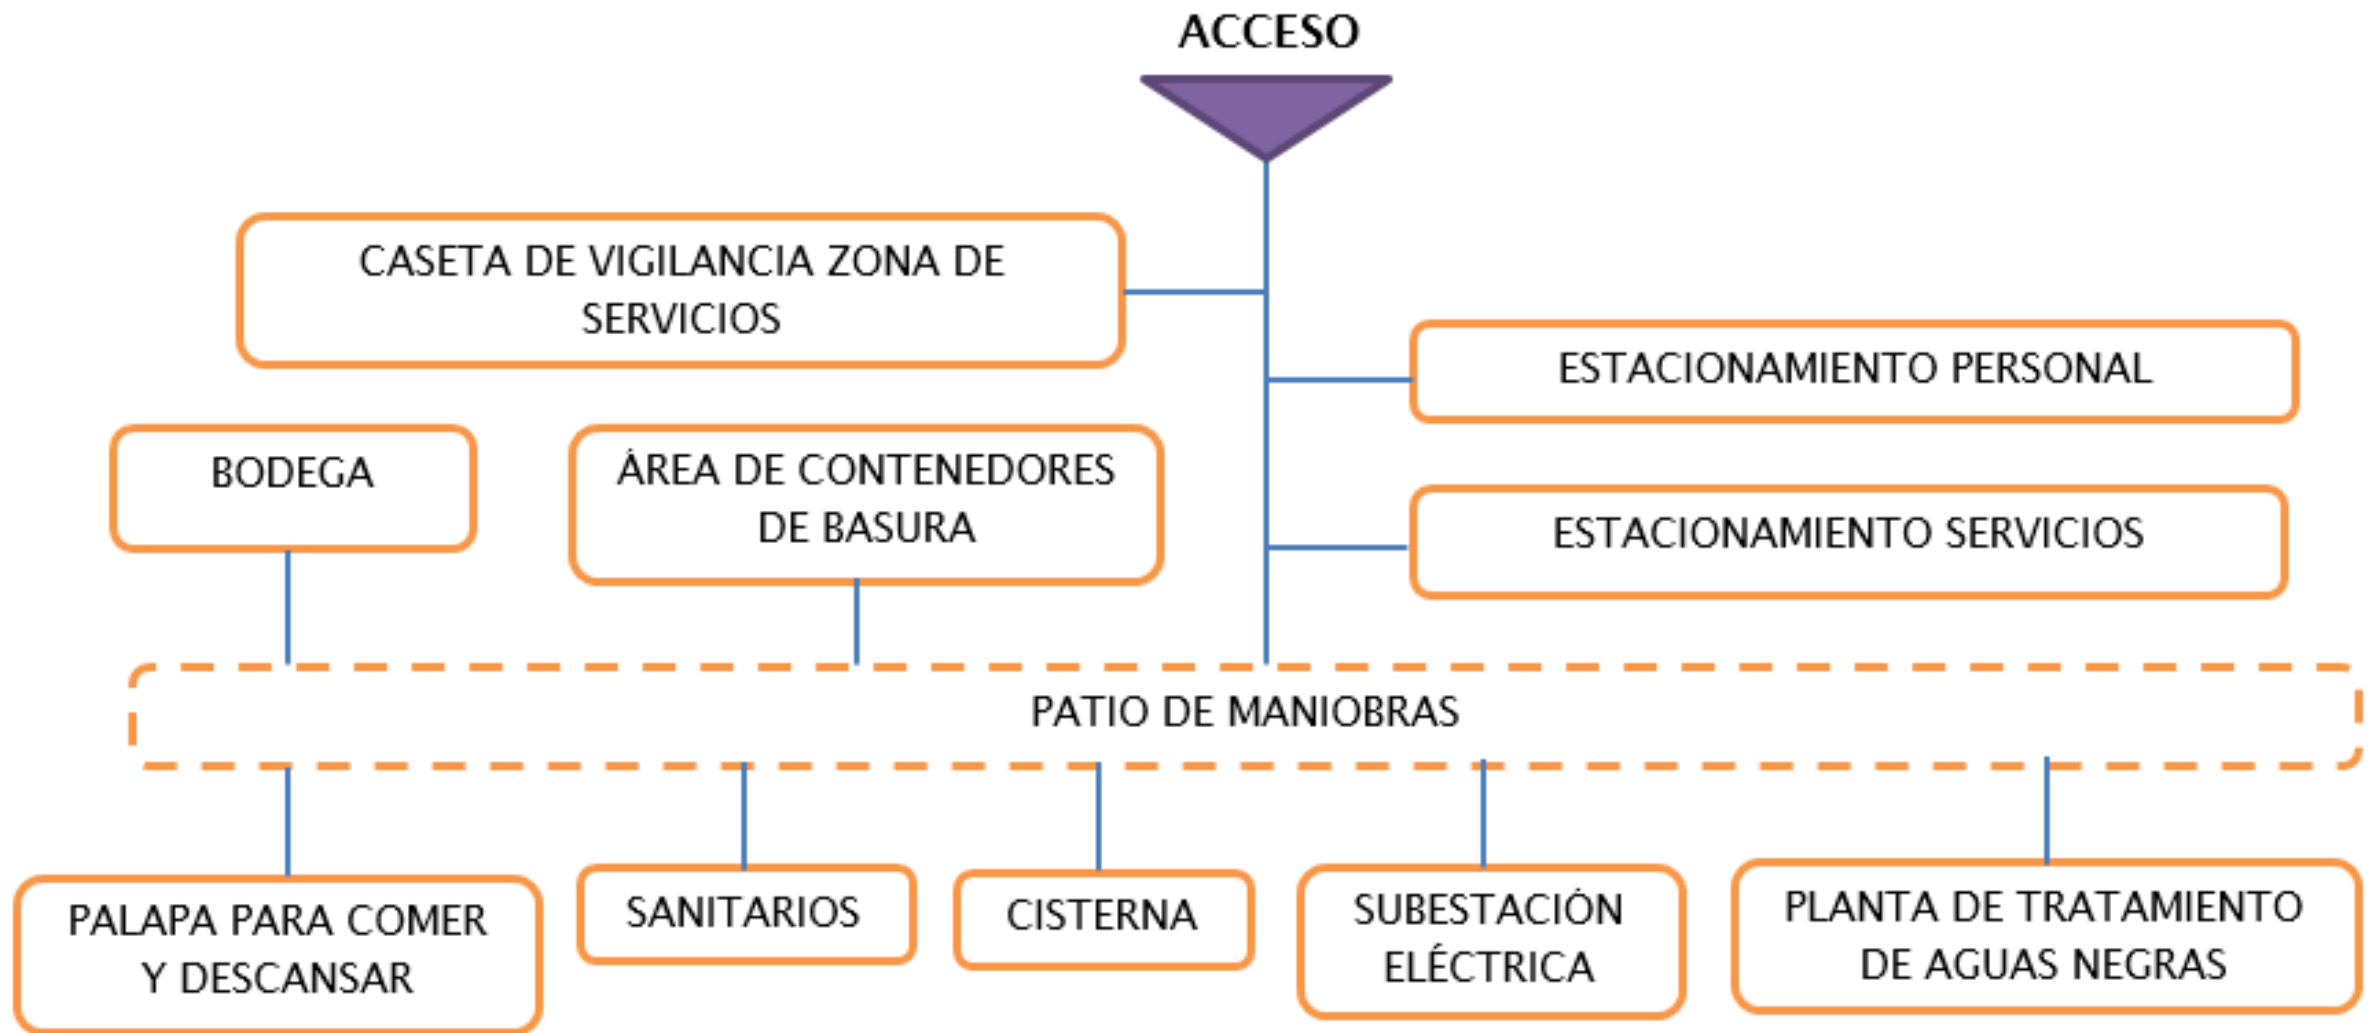 ACCESO
CASETA DE VIGILANCIA ZONA DE
SERVICIOS
ESTACIONAMIENTO PERSONAL
BODEGA
ÁREA DE CONTENEDORES
DE BASURA
ESTACIONAMIENTO SERVICIOS
PATIO DE MANIOBRAS
PALAPA PARA COMER
Y DESCANSAR
SANITARIOS
CISTERNA
SUBESTACIÓN
ELÉCTRICA
PLANTA DE TRATAMIENTO
DE AGUAS NEGRAS